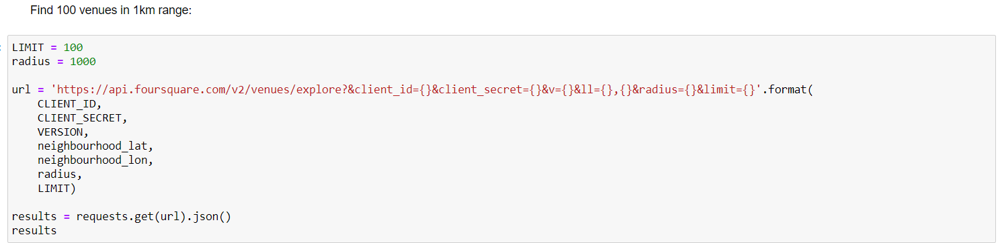 Find 100 venues in 1km range:
LIMIT = 100
radius = 1000
url = 'https://api.foursquare.com/v2/venues/explore?&client_id={}&client_secret={}&v={}&ll={},{}&radius={}&limit={}'.format(
    CLIENT_ID,
    CLIENT_SECRET,
    VERSION,
    neighbourhood_lat,
    neighbourhood_lon,
    radius,
    LIMIT)
results = requests.get(url).json()
results